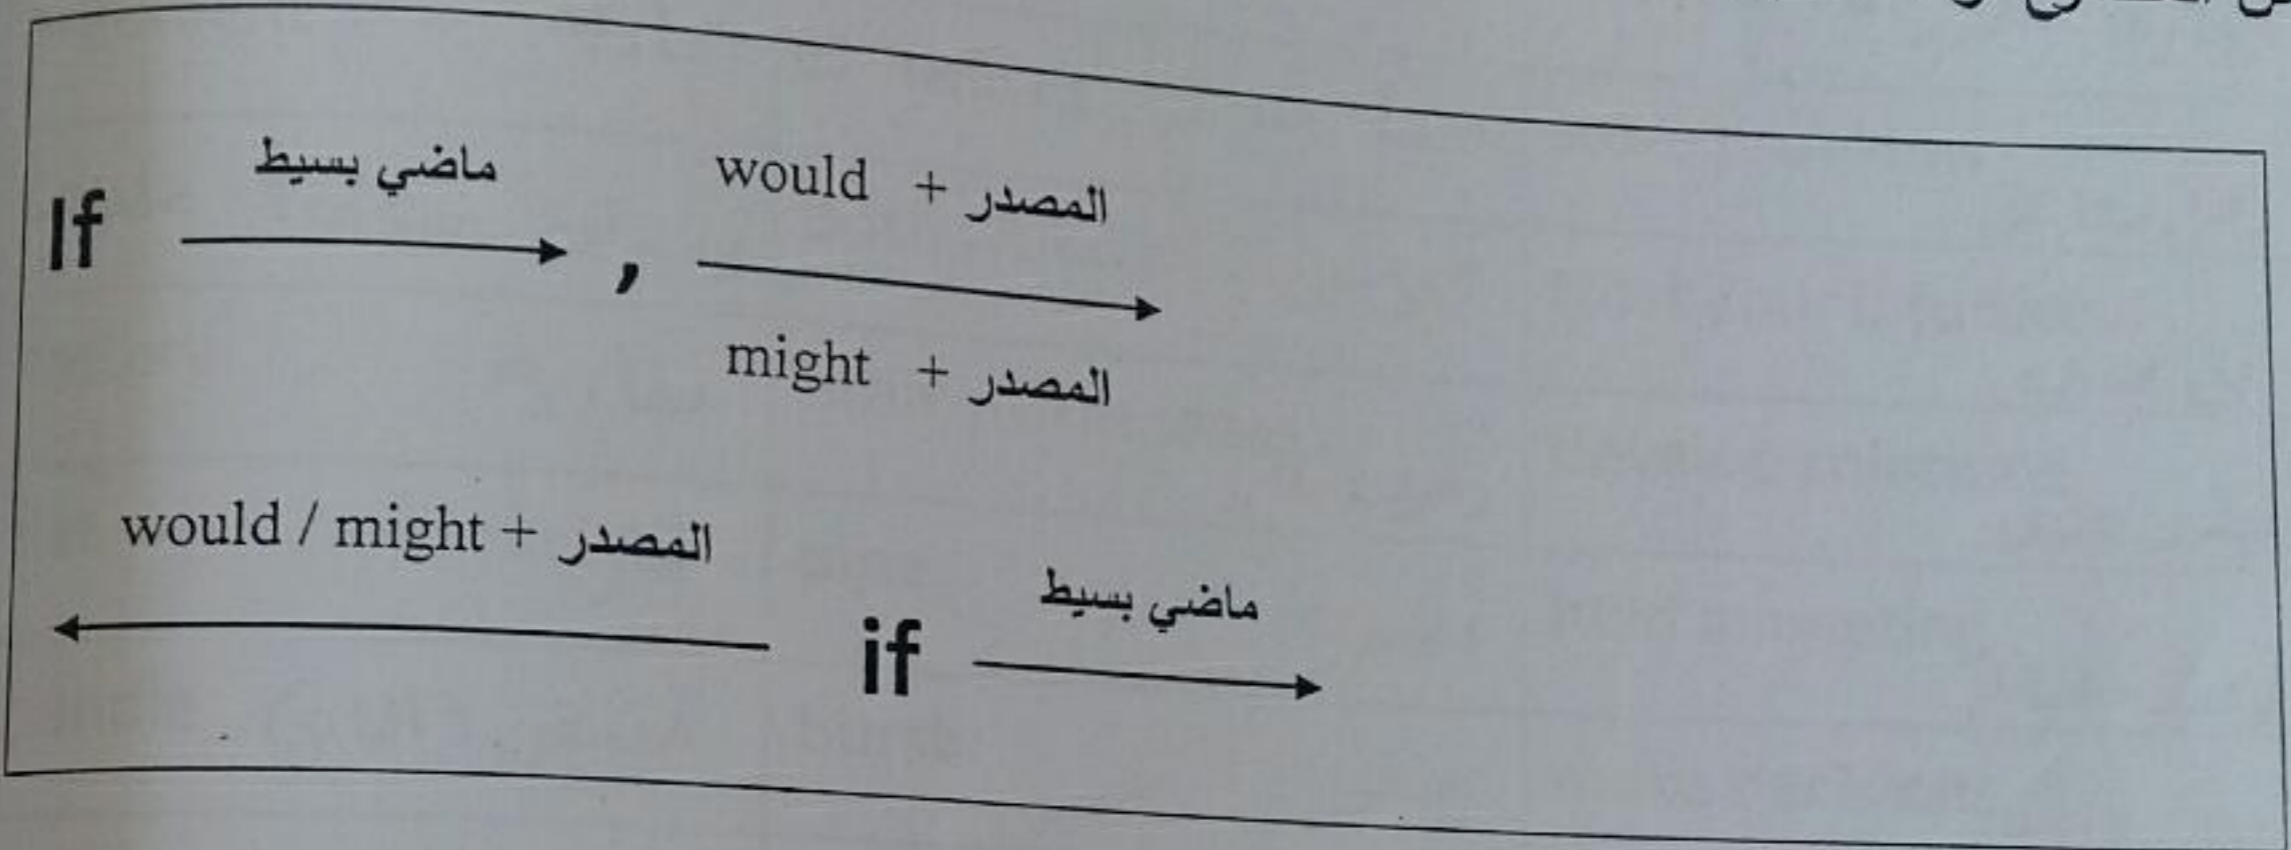 ماضي بسيط would + المصدر
If ,
might + المصدر
would / might + المصدر
ماضي بسيط
if